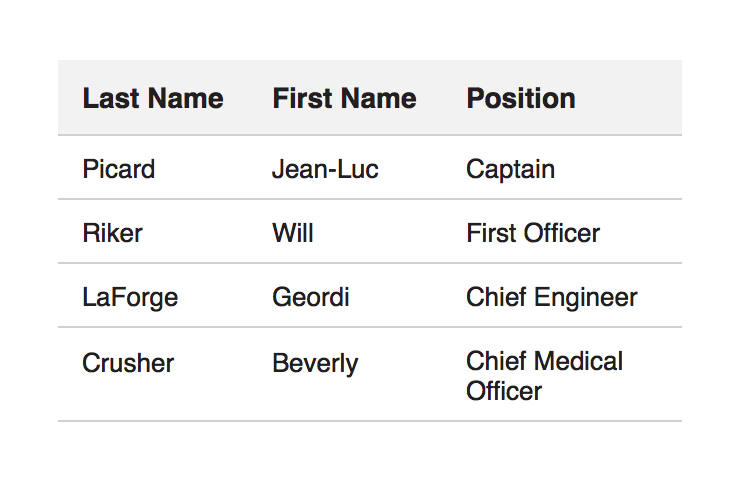 Last Name First Name Position
Picard Jean-Luc Captain
Riker Will First Officer
LaForge Geordi Chief Engineer
Crusher Beverly Chief Medical
Officer